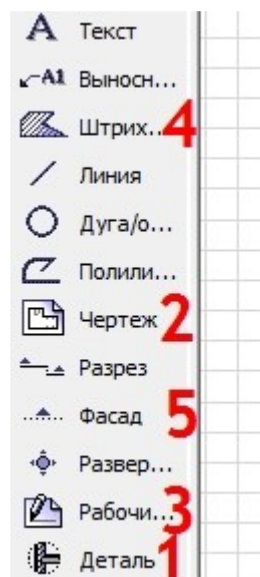 А Текст
A1 Выносн...
Штрих... 4
Линия
Дуга/о...
Полили...
Чертеж 2
Разрез
Фасад 5
Развер...
Рабочи... 3
Деталь 1